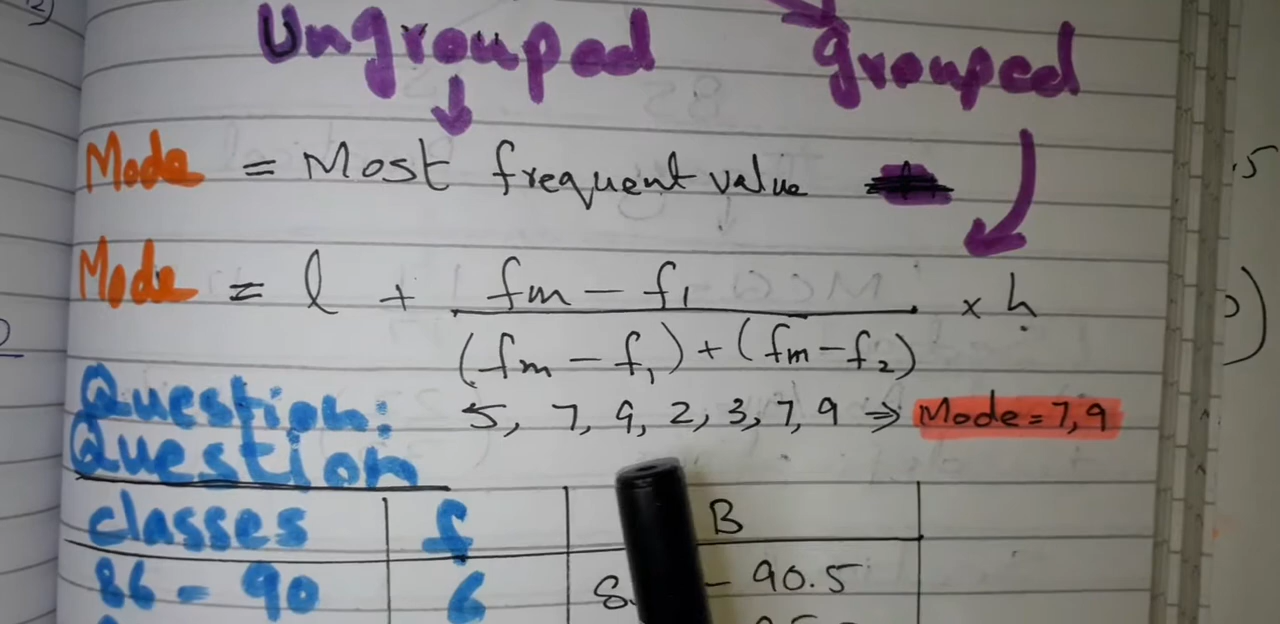 Ungrouped grouped
Mode = Most frequent value
Mode = l + fm - f1 / (fm - f1) + (fm - f2) × h
Question: 5, 7, 9, 2, 3, 7, 9 ⇒ Mode = 7,9
Question
classes f B
86 - 90 6 - 90.5